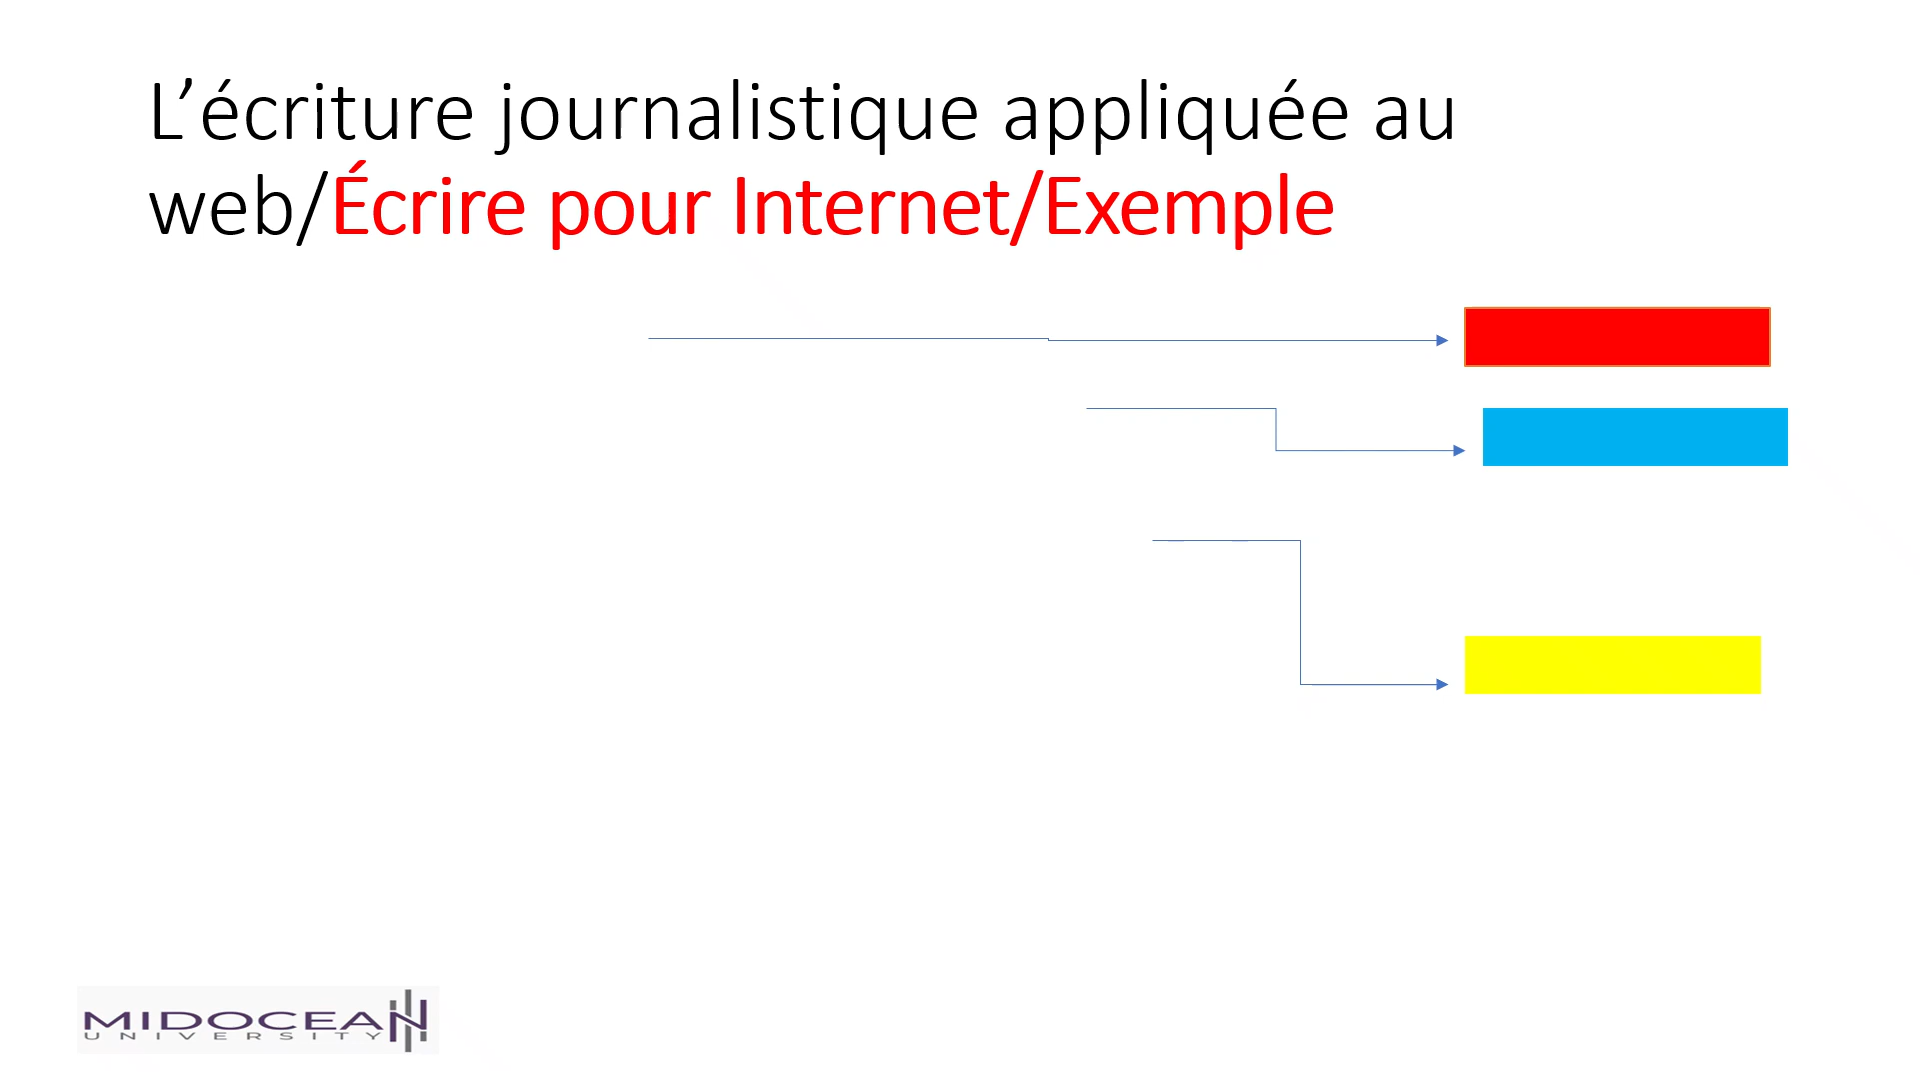 L’écriture journalistique appliquée au
web/Écrire pour Internet/Exemple
MIDOCEAN
UNIVERSITY